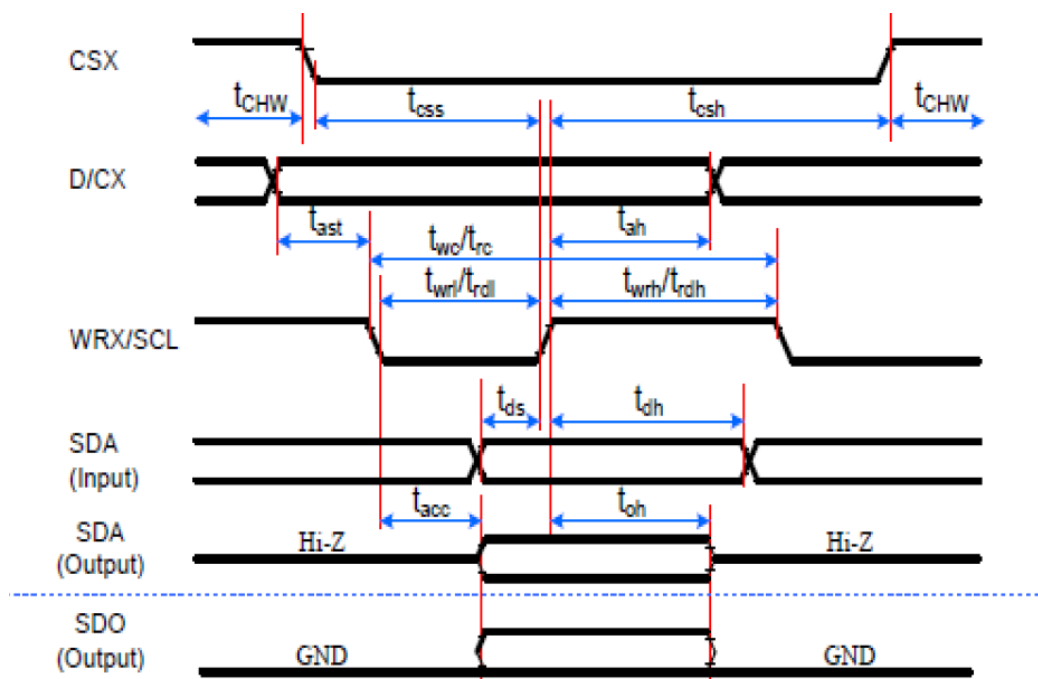 CSX
tCHW tcss tcsh tCHW
D/CX
tast tah
twc/trc
twrl/trdl twrh/trdh
WRX/SCL
tds tdh
SDA
(Input)
tacc toh
SDA
(Output)
Hi-Z Hi-Z
SDO
(Output)
GND GND